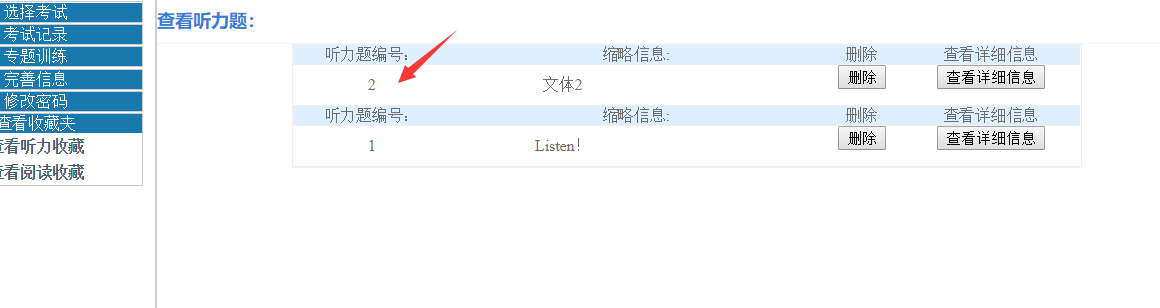 选择考试
考试记录
专题训练
完善信息
修改密码
查看收藏夹
查看听力收藏
查看阅读收藏
查看听力题：
听力题编号： 缩略信息: 删除 查看详细信息
2 文体2 删除 查看详细信息
听力题编号： 缩略信息: 删除 查看详细信息
1 Listen! 删除 查看详细信息